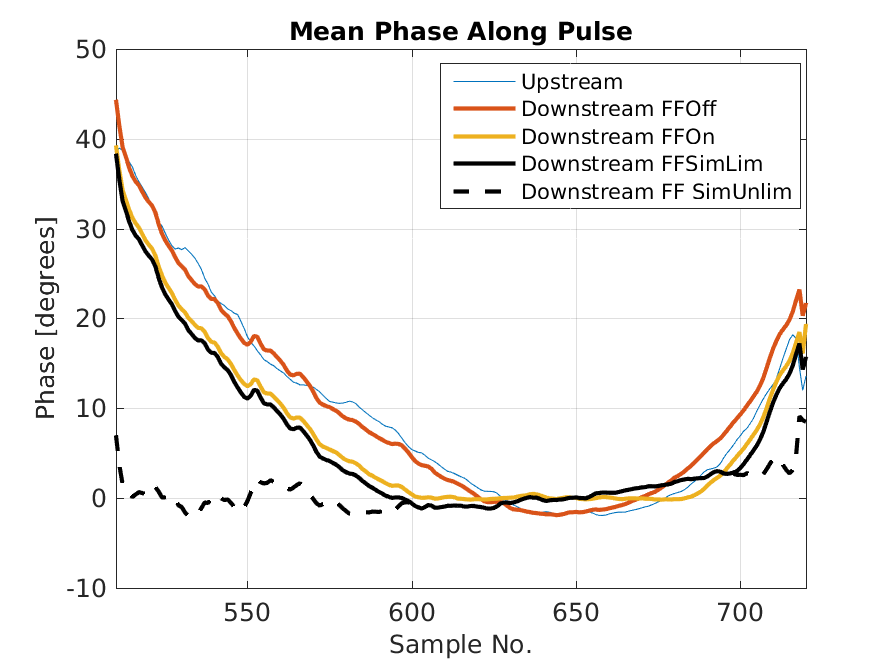 Mean Phase Along Pulse
50
40
30
20
10
0
-10
Phase [degrees]
Upstream
Downstream FFOff
Downstream FFOn
Downstream FFSimLim
Downstream FF SimUnlim
550
600
650
700
Sample No.